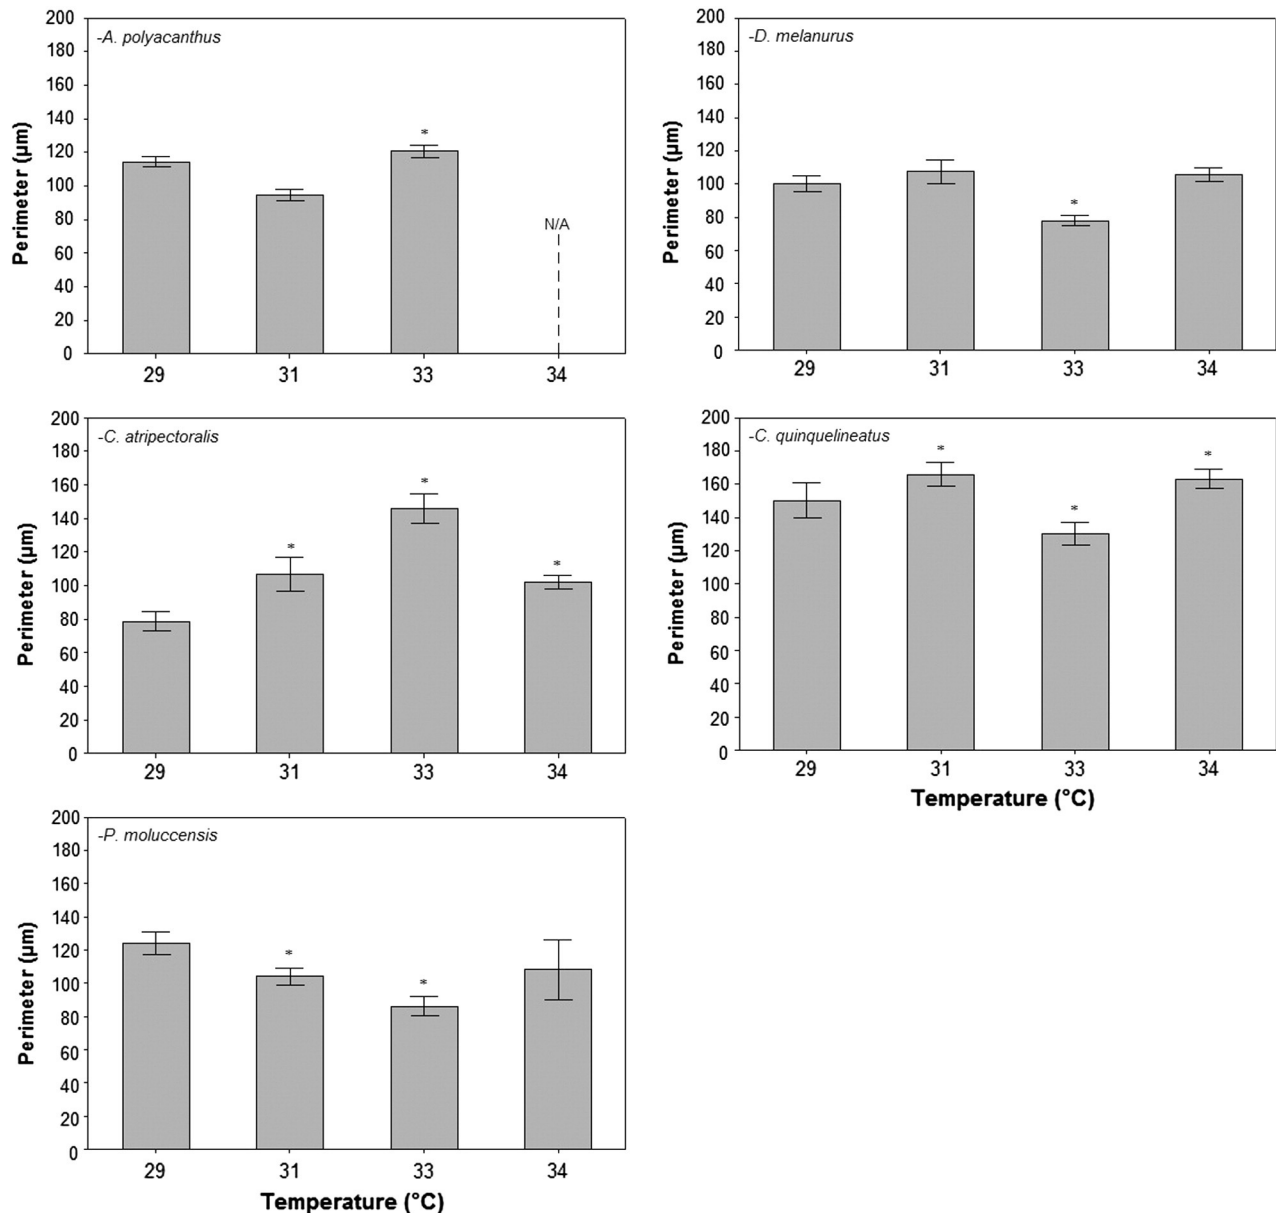 -A. polyacanthus
Perimeter (µm)
200
180
160
140
120
100
80
60
40
20
0
*
N/A
29 31 33 34
-D. melanurus
Perimeter (µm)
200
180
160
140
120
100
80
60
40
20
0
*
29 31 33 34
-C. atripectoralis
Perimeter (µm)
200
180
160
140
120
100
80
60
40
20
0
* * *
29 31 33 34
-C. quinquelineatus
Perimeter (µm)
200
180
160
140
120
100
80
60
40
20
0
* * *
29 31 33 34
Temperature (°C)
-P. moluccensis
Perimeter (µm)
200
180
160
140
120
100
80
60
40
20
0
* *
29 31 33 34
Temperature (°C)